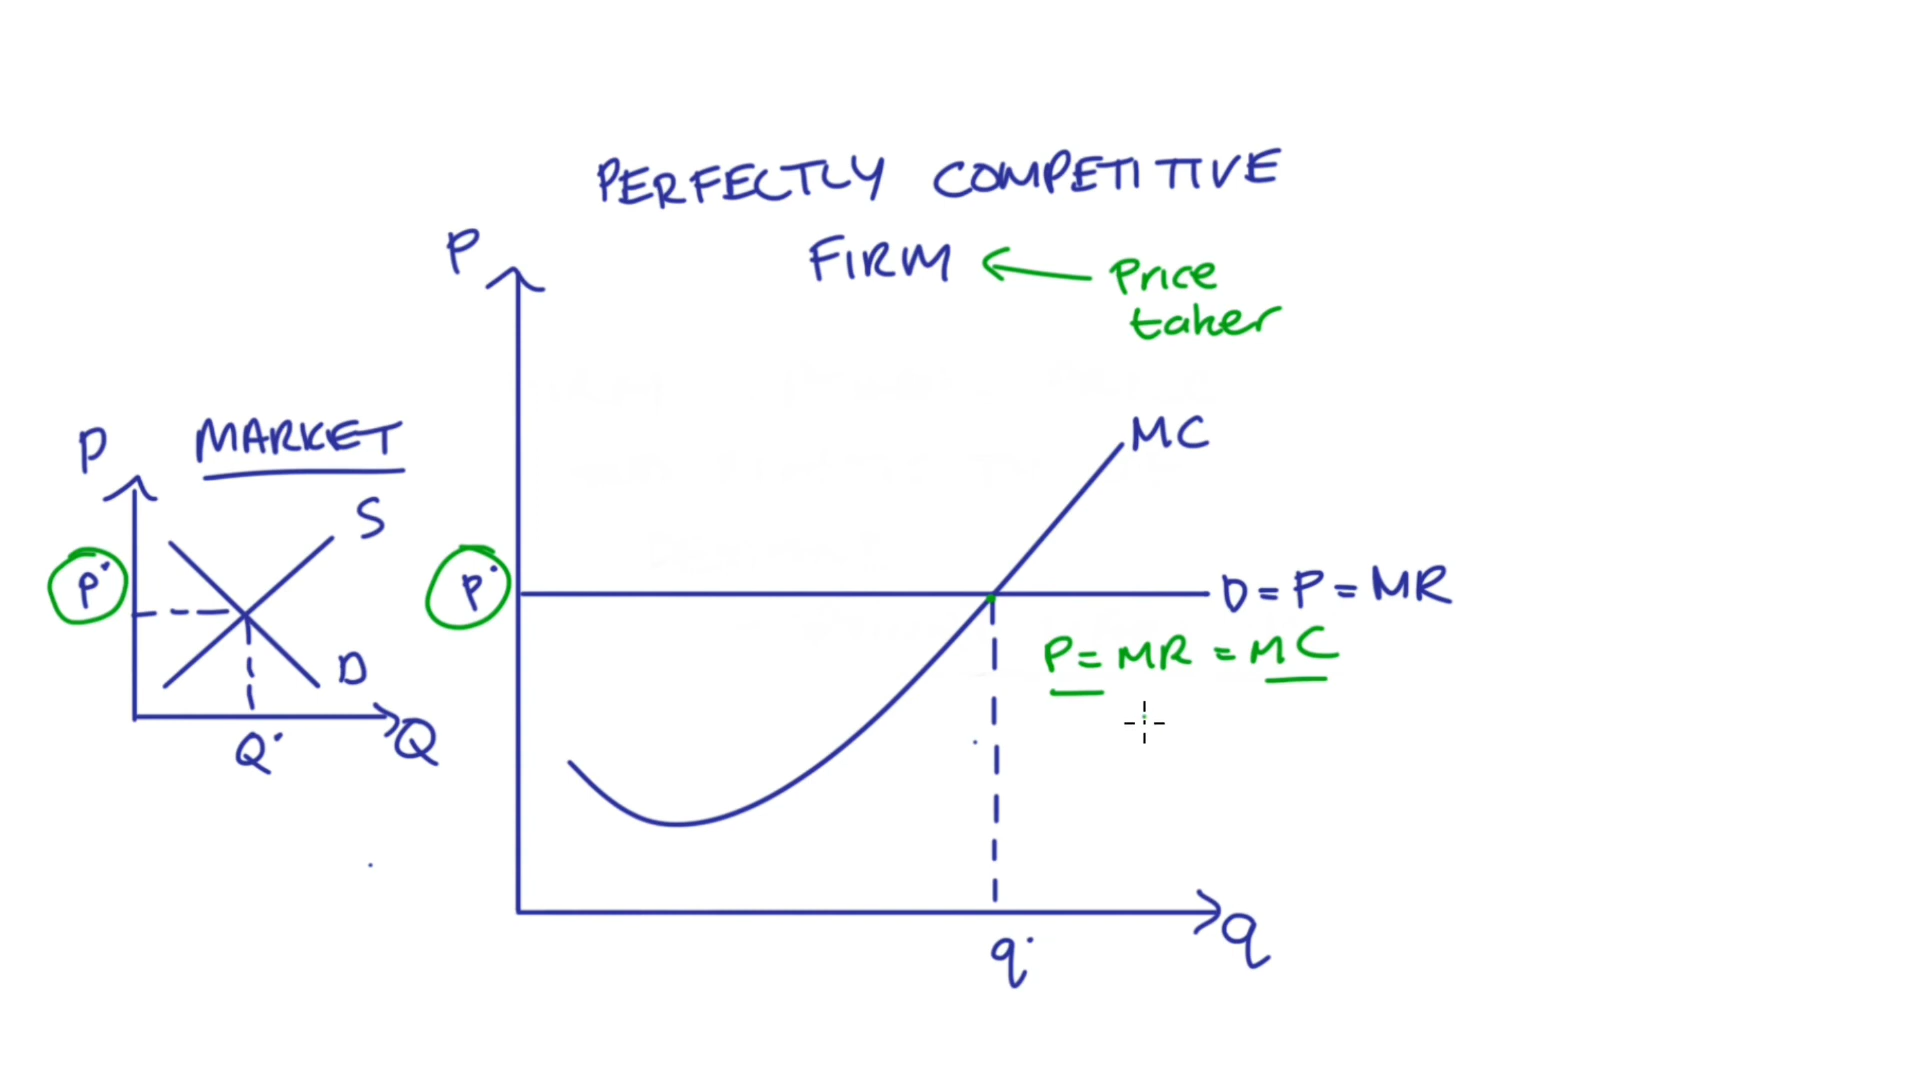 PERFECTLY COMPETITIVE
FIRM
Price
taker
P
MARKET
P
S
P*
D
Q*
Q
MC
P*
D = P = MR
P = MR = MC
q*
q